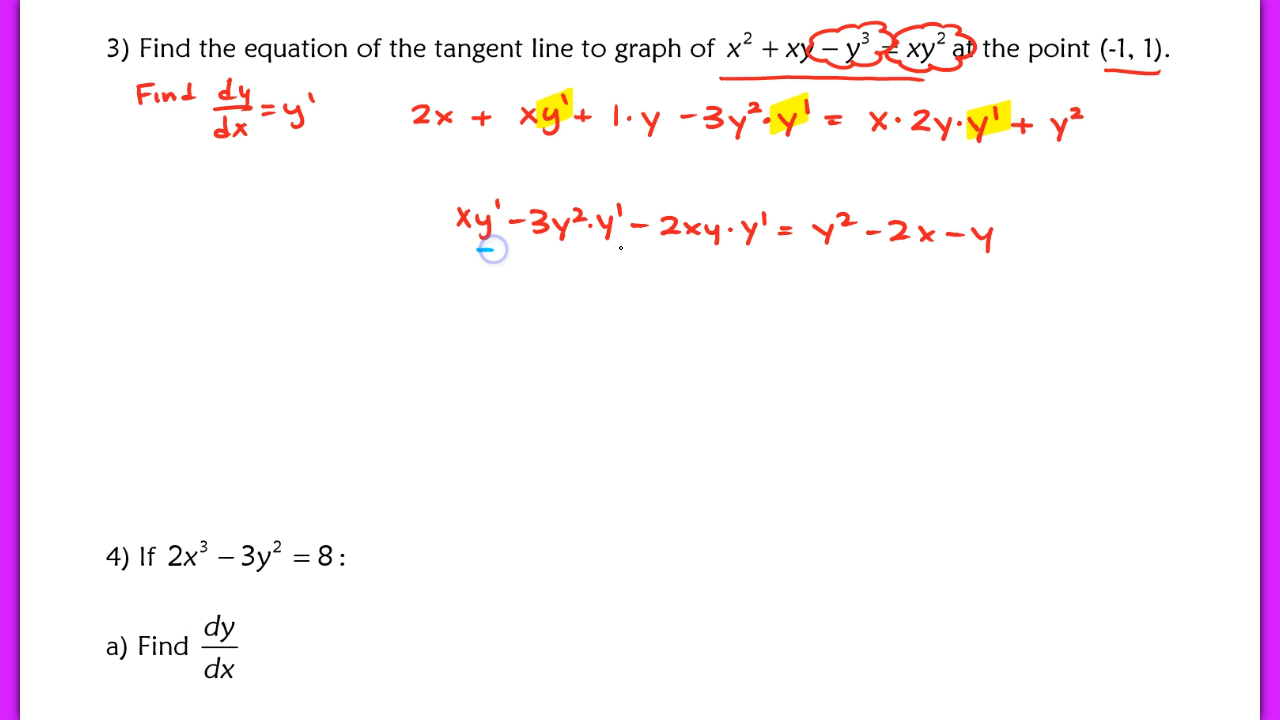 3) Find the equation of the tangent line to graph of x² + xy − y³ = xy² at the point (-1, 1).
Find dy/dx = y'
2x + xy' + 1·y − 3y²·y' = x·2y·y' + y²
xy' − 3y²·y' − 2xy·y' = y² − 2x − y
4) If 2x³ − 3y² = 8 :
a) Find dy/dx